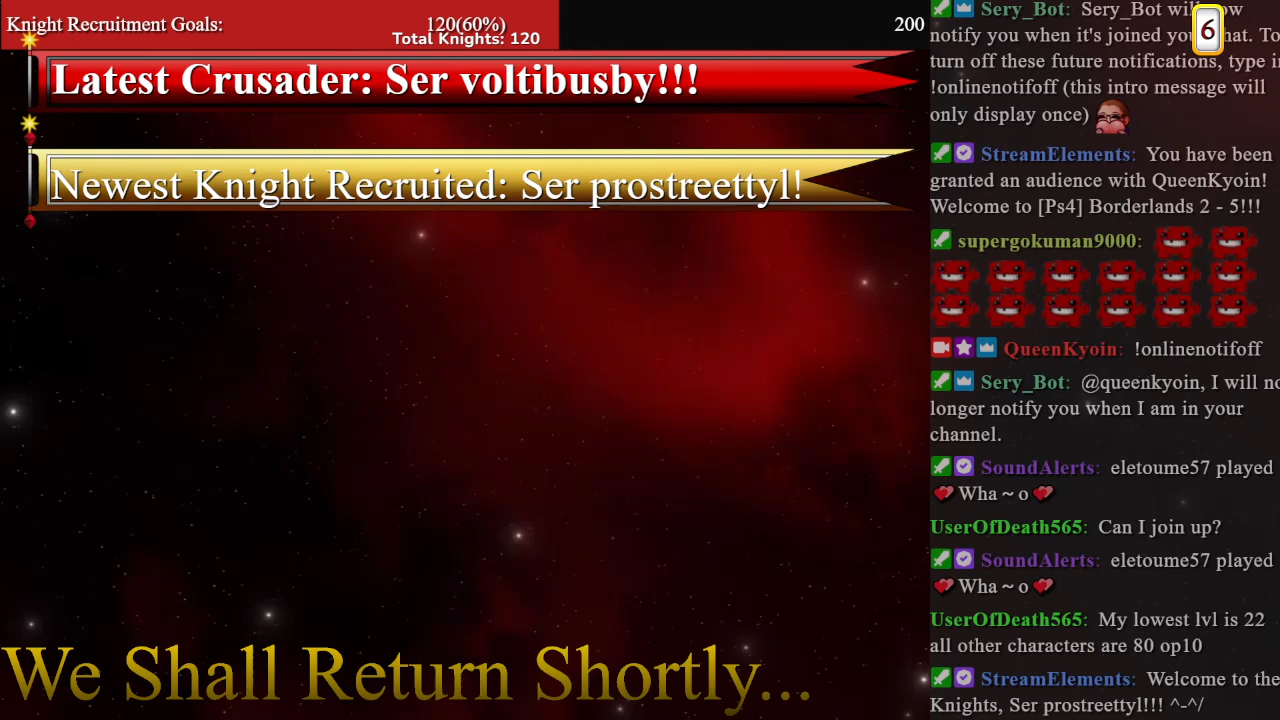 Knight Recruitment Goals:
120(60%)
200
Total Knights: 120
Latest Crusader: Ser voltibusby!!!
Newest Knight Recruited: Ser prostreettyl!
We Shall Return Shortly...
6
Sery_Bot: Sery_Bot will
notify you when it's joined
turn off these future notifications, type
!onlinenotifoff (this intro message will
only display once)
StreamElements: You have been
granted an audience with QueenKyoin!
Welcome to [Ps4] Borderlands 2 - 5!!!
supergokuman9000:
QueenKyoin: !onlinenotifoff
Sery_Bot: @queenkyoin, I will no
longer notify you when I am in your
channel.
SoundAlerts: eletoume57 played
Wha ~ o
UserOfDeath565: Can I join up?
SoundAlerts: eletoume57 played
Wha ~ o
UserOfDeath565: My lowest lvl is 22
all other characters are 80 op10
StreamElements: Welcome to the
Knights, Ser prostreettyl!!! ^-^/